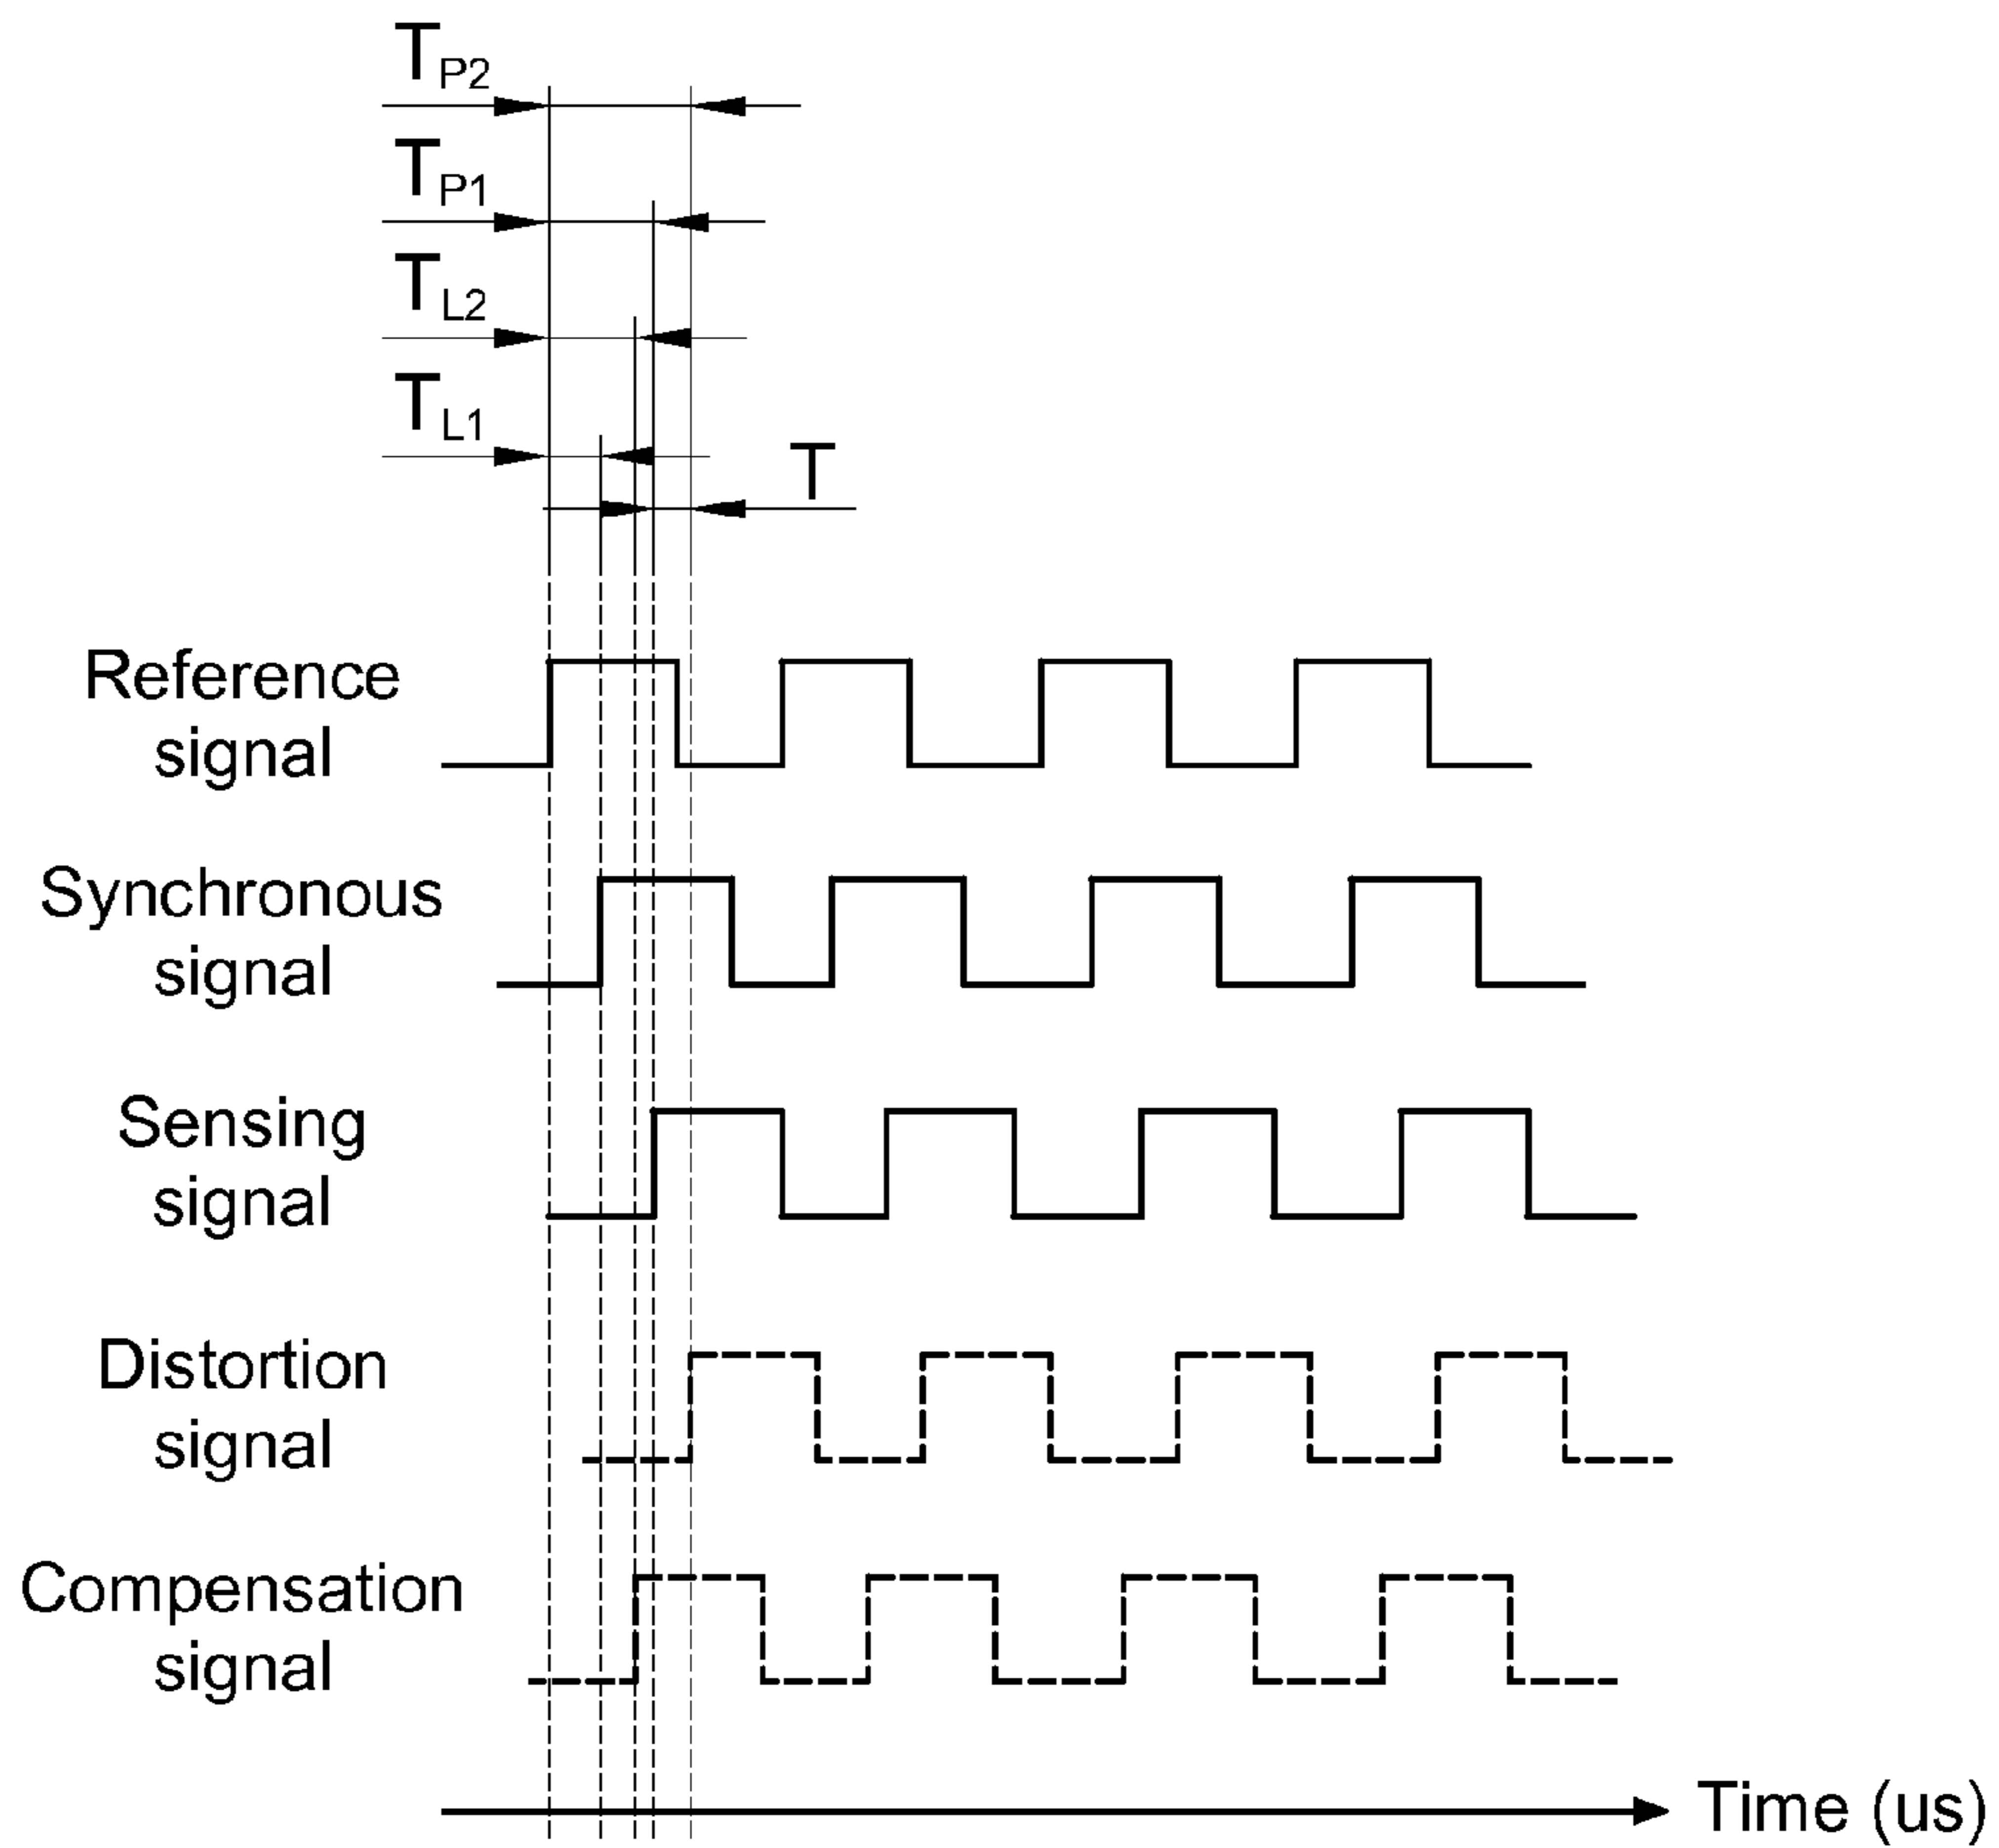 TP2
TP1
TL2
TL1
T
Reference
signal
Synchronous
signal
Sensing
signal
Distortion
signal
Compensation
signal
Time (us)